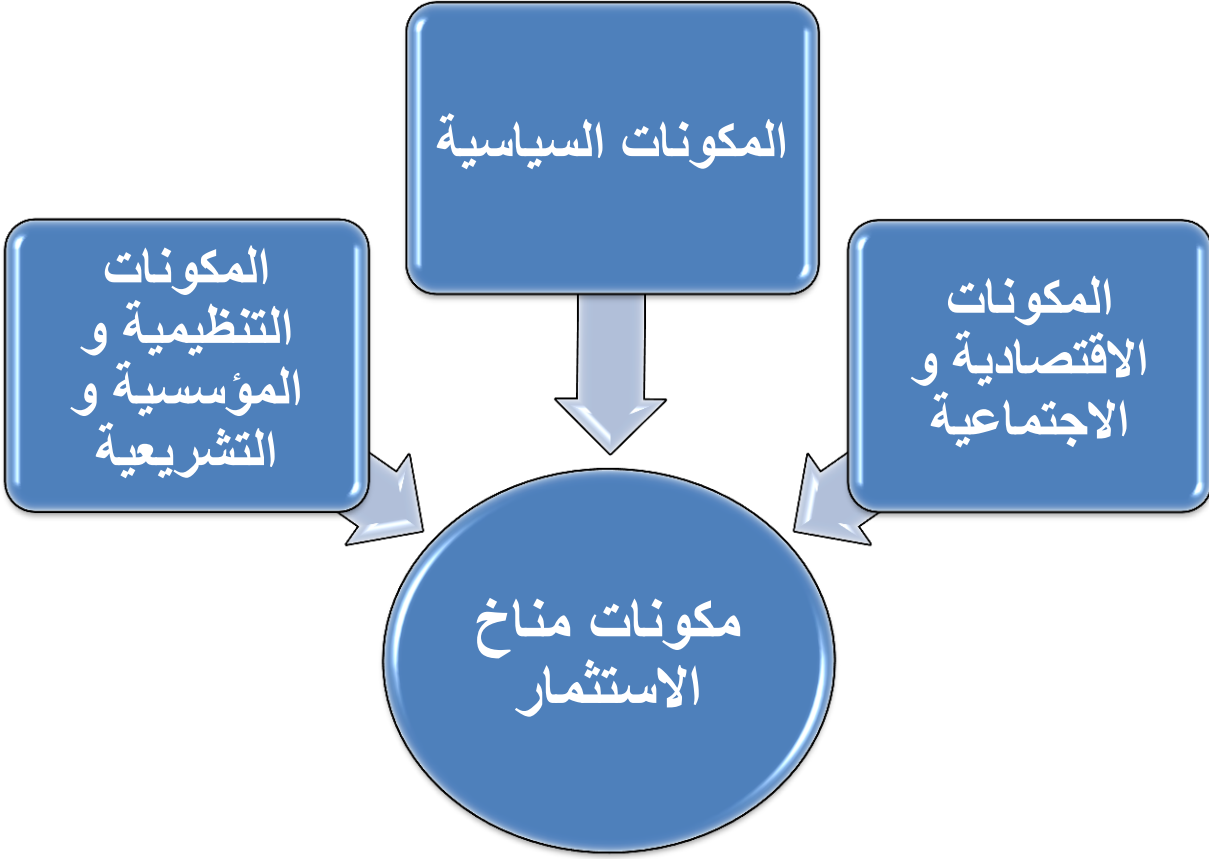 المكونات السياسية
المكونات
الاقتصادية و
الاجتماعية
المكونات
التنظيمية و
المؤسسية و
التشريعية
مكونات مناخ
الاستثمار